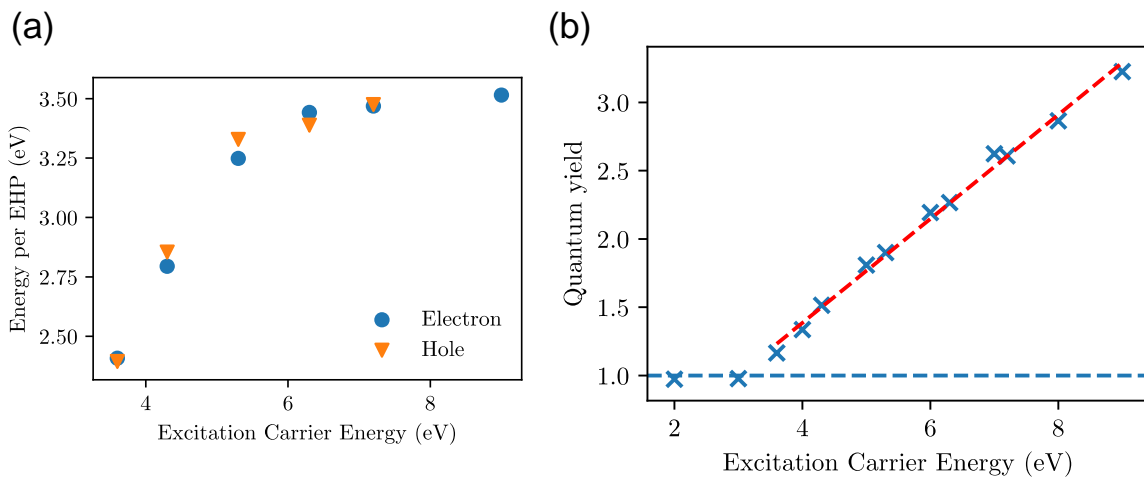 (a)
(b)
3.50
3.25
3.00
2.75
2.50
Energy per EHP (eV)
Electron
Hole
4
6
8
Excitation Carrier Energy (eV)
3.0
2.5
2.0
1.5
1.0
Quantum yield
2
4
6
8
Excitation Carrier Energy (eV)